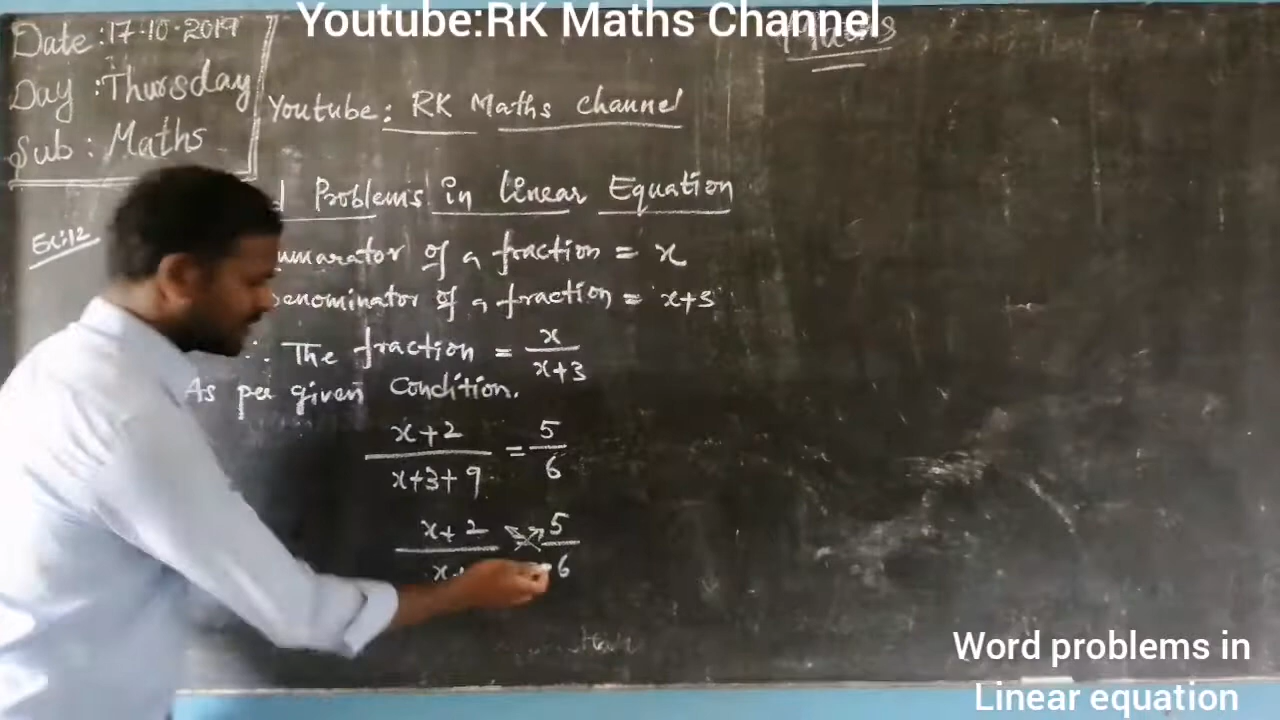 Youtube:RK Maths Channel
Date :17-10-2019
Day :Thursday
Sub : Maths
Maths
Youtube: RK Maths channel
Problems in linear Equation
Ex:12
umarator of a fraction = x
Denominator of a fraction = x+3
∴ The fraction = x/x+3
As per given Condition.
x+2/x+3+9 = 5/6
x+2
5
x+
6
Word problems in
Linear equation